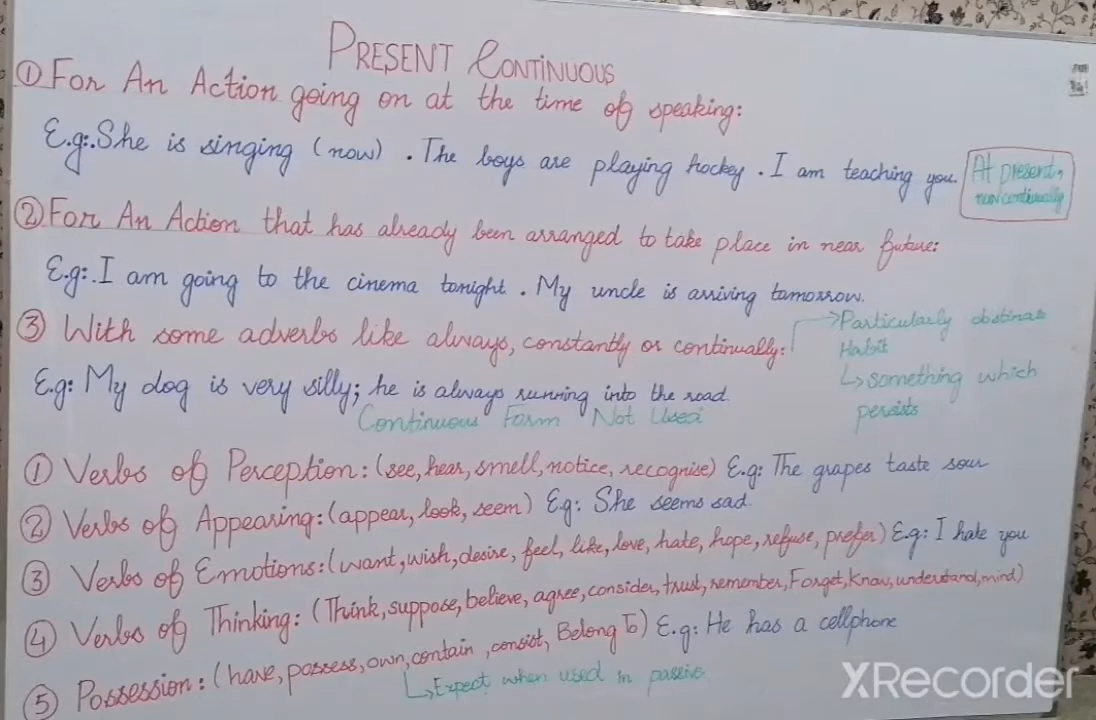 PRESENT CONTINUOUS
① For An Action going on at the time of speaking:
E.g:. She is singing (now) . The boys are playing hockey . I am teaching you.
At present,
now continually
② For An Action that has already been arranged to take place in near future:
E.g:. I am going to the cinema tonight . My uncle is arriving tomorrow.
③ With some adverbs like always, constantly or continually:
→ Particularly obstinate
Habit
↳ something which
persists
E.g: My dog is very silly; he is always running into the road.
Continuous Form Not Used
① Verbs of Perception: (see, hear, smell, notice, recognise) E.g: The grapes taste sour
② Verbs of Appearing: (appear, look, seem) E.g: She seems sad.
③ Verbs of Emotions: (want, wish, desire, feel, like, love, hate, hope, refuse, prefer) E.g: I hate you
④ Verbs of Thinking: (Think, suppose, believe, agree, consider, trust, remember, Forget, Know, understand, mind)
⑤ Possession: (have, possess, own, contain, consist, Belong To) E.g: He has a cellphone
↳ Expect when used in passive
XRecorder